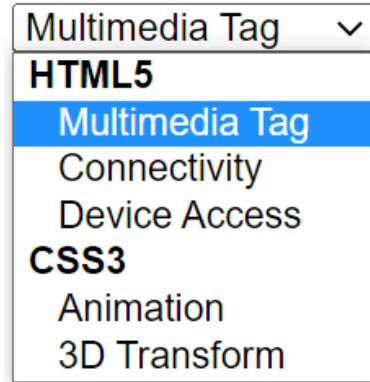 Multimedia Tag
HTML5
Multimedia Tag
Connectivity
Device Access
CSS3
Animation
3D Transform